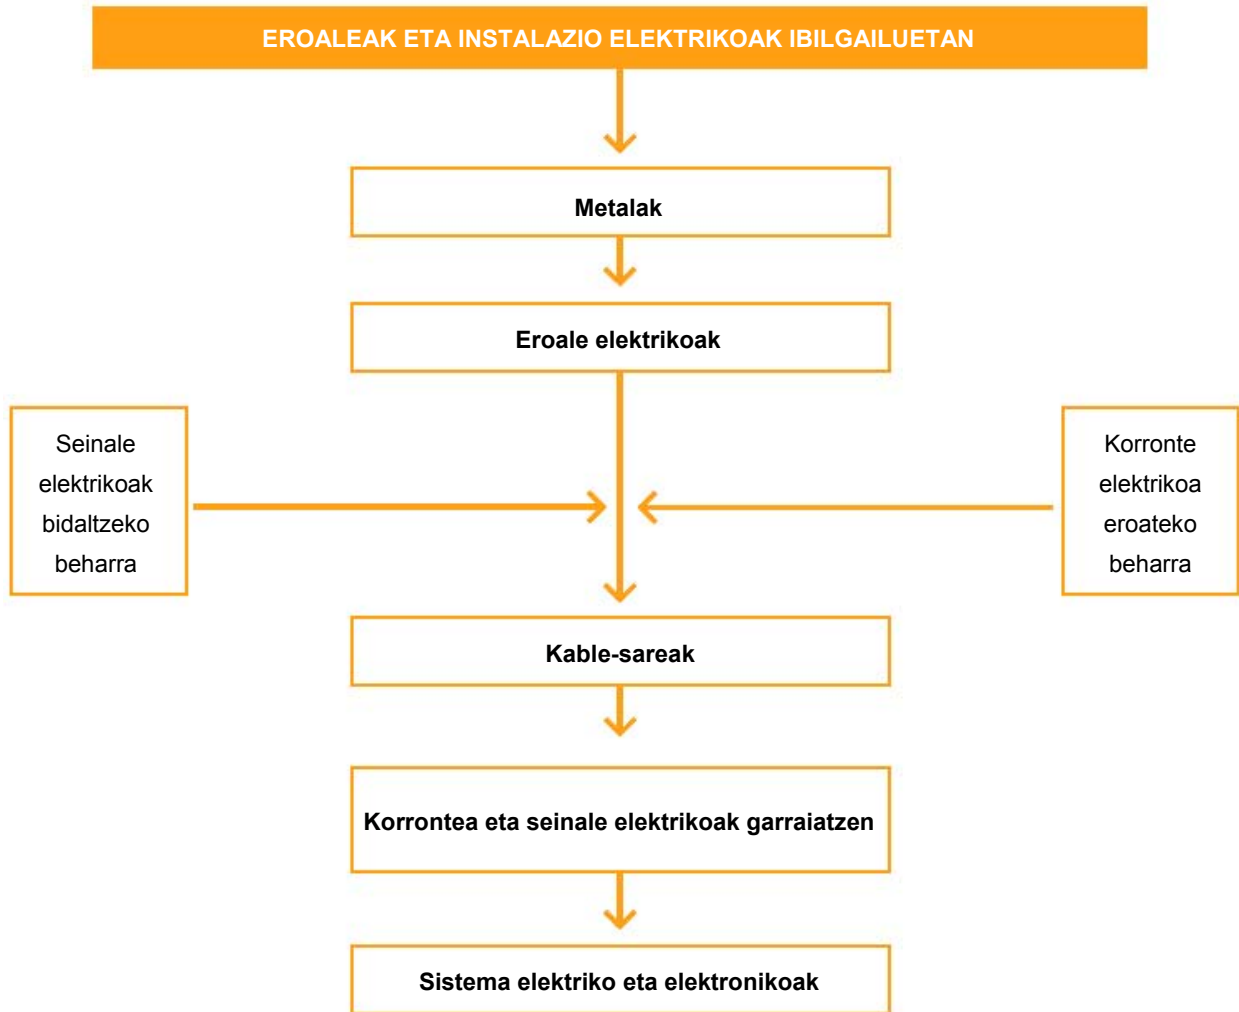 EROALEAK ETA INSTALAZIO ELEKTRIKOAK IBILGAILUETAN
Metalak
Eroale elektrikoak
Seinale
elektrikoak
bidaltzeko
beharra
Korronte
elektrikoa
eroateko
beharra
Kable-sareak
Korrontea eta seinale elektrikoak garraiatzen
Sistema elektriko eta elektronikoak